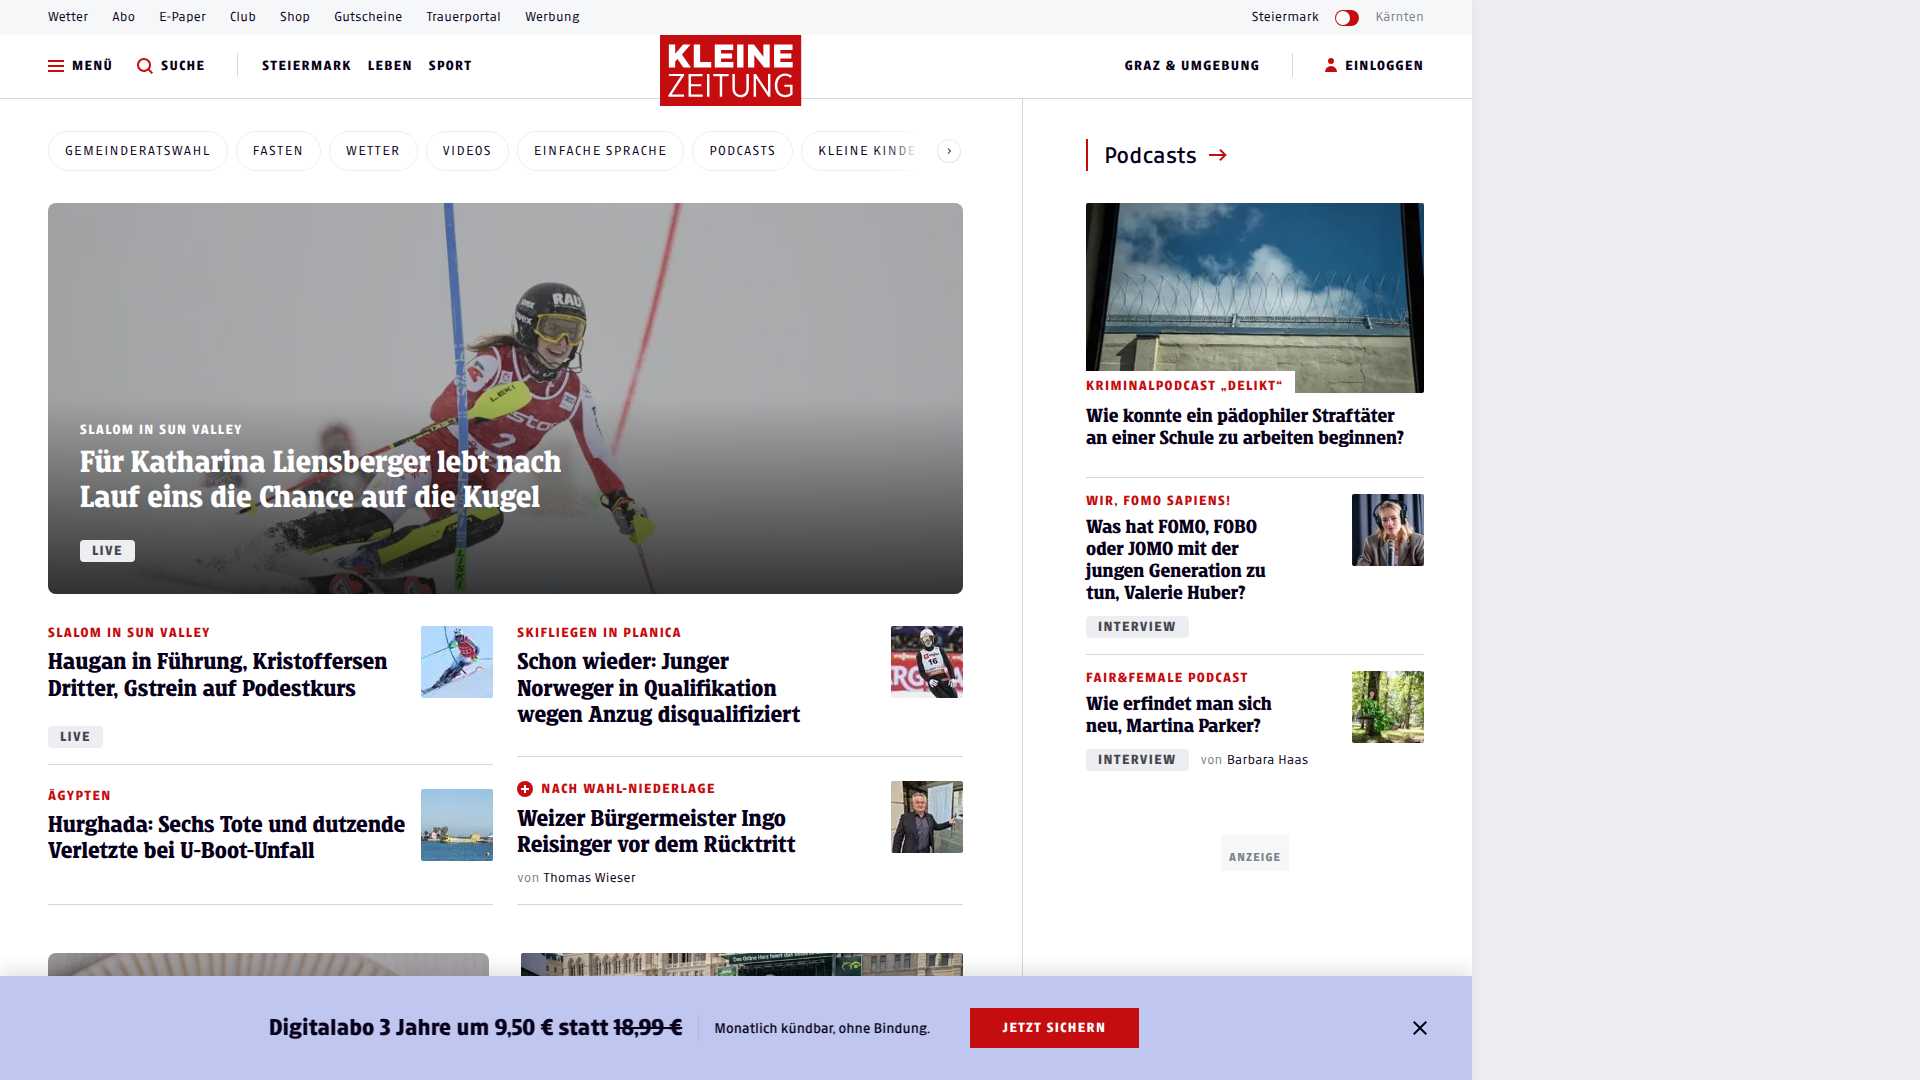 Wetter Abo E-Paper Club Shop Gutscheine Trauerportal Werbung Steiermark Kärnten
MENÜ SUCHE STEIERMARK LEBEN SPORT KLEINE ZEITUNG GRAZ & UMGEBUNG EINLOGGEN
GEMEINDERATSWAHL FASTEN WETTER VIDEOS EINFACHE SPRACHE PODCASTS KLEINE KINDE
SLALOM IN SUN VALLEY
Für Katharina Liensberger lebt nach
Lauf eins die Chance auf die Kugel
LIVE
SLALOM IN SUN VALLEY
Haugan in Führung, Kristoffersen
Dritter, Gstrein auf Podestkurs
LIVE
SKIFLIEGEN IN PLANICA
Schon wieder: Junger
Norweger in Qualifikation
wegen Anzug disqualifiziert
ÄGYPTEN
Hurghada: Sechs Tote und dutzende
Verletzte bei U-Boot-Unfall
NACH WAHL-NIEDERLAGE
Weizer Bürgermeister Ingo
Reisinger vor dem Rücktritt
von Thomas Wieser
Podcasts
KRIMINALPODCAST „DELIKT“
Wie konnte ein pädophiler Straftäter
an einer Schule zu arbeiten beginnen?
WIR, FOMO SAPIENS!
Was hat FOMO, FOBO
oder JOMO mit der
jungen Generation zu
tun, Valerie Huber?
INTERVIEW
FAIR&FEMALE PODCAST
Wie erfindet man sich
neu, Martina Parker?
INTERVIEW von Barbara Haas
ANZEIGE
Digitalabo 3 Jahre um 9,50 € statt 18,99 € Monatlich kündbar, ohne Bindung. JETZT SICHERN